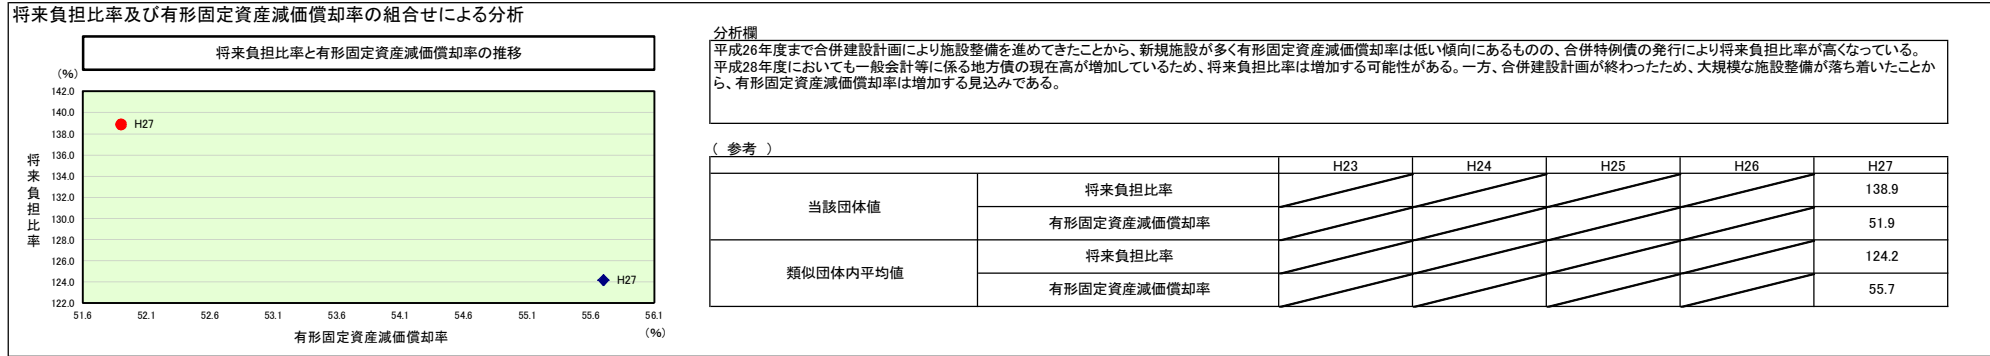 将来負担比率及び有形固定資産減価償却率の組合せによる分析
将来負担比率と有形固定資産減価償却率の推移
(%)
142.0
140.0
138.0
136.0
134.0
132.0
130.0
128.0
126.0
124.0
122.0
将来負担比率
H27
H27
51.6 52.1 52.6 53.1 53.6 54.1 54.6 55.1 55.6 56.1
有形固定資産減価償却率
(%)
分析欄
平成26年度まで合併建設計画により施設整備を進めてきたことから、新規施設が多く有形固定資産減価償却率は低い傾向にあるものの、合併特例債の発行により将来負担比率が高くなっている。
平成28年度においても一般会計等に係る地方債の現在高が増加しているため、将来負担比率は増加する可能性がある。一方、合併建設計画が終わったため、大規模な施設整備が落ち着いたことか
ら、有形固定資産減価償却率は増加する見込みである。
( 参考 )
H23 H24 H25 H26 H27
当該団体値
将来負担比率 138.9
有形固定資産減価償却率 51.9
類似団体内平均値
将来負担比率 124.2
有形固定資産減価償却率 55.7